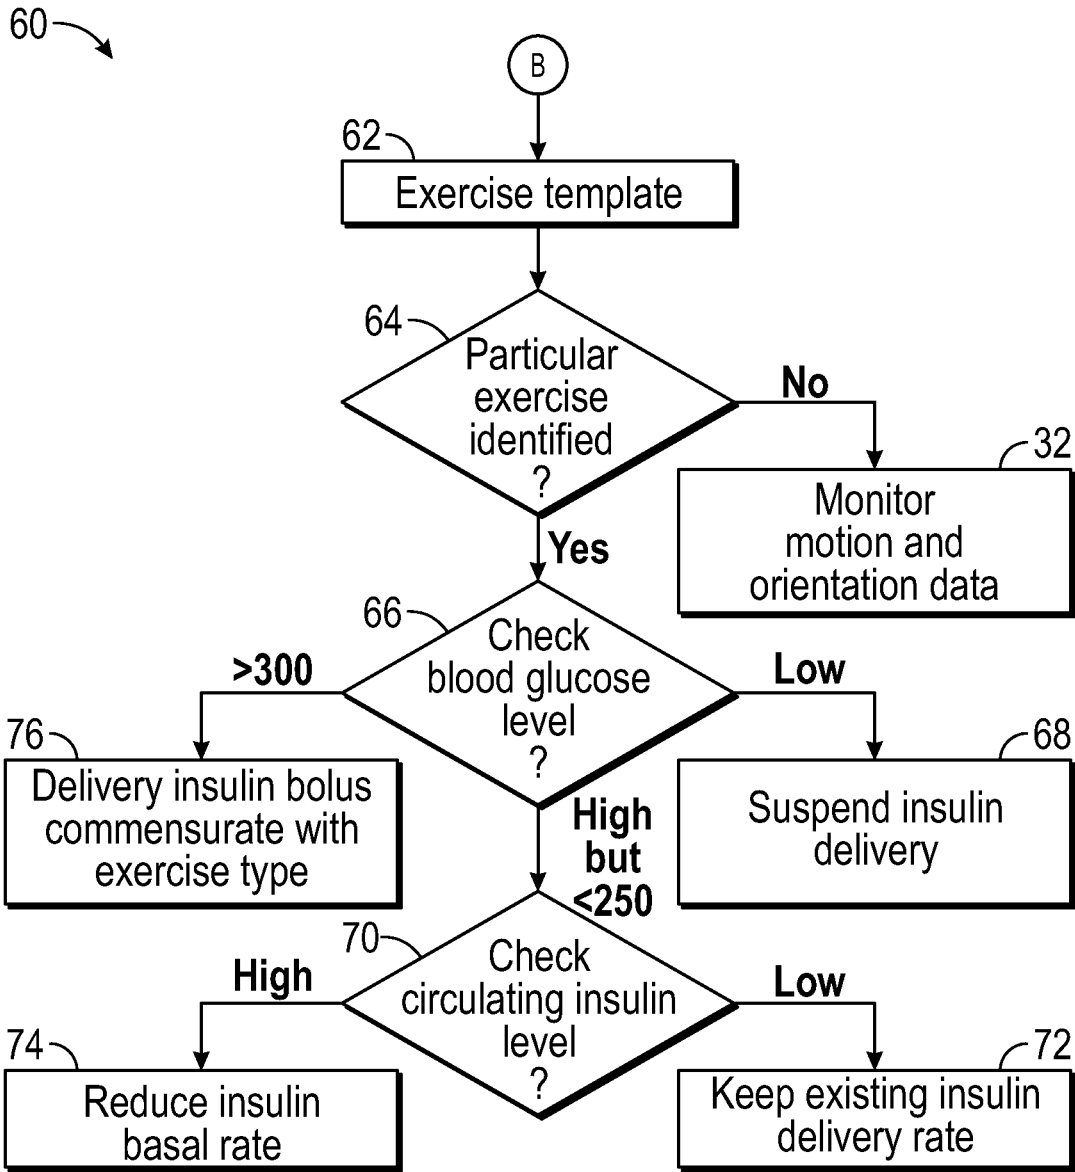 60
B
62
Exercise template
64
Particular
exercise
identified
?
No
32
Monitor
motion and
orientation data
Yes
66
Check
blood glucose
level
?
>300
Low
76
Delivery insulin bolus
commensurate with
exercise type
High
but
<250
68
Suspend insulin
delivery
70
Check
circulating insulin
level
?
High
Low
74
Reduce insulin
basal rate
72
Keep existing insulin
delivery rate